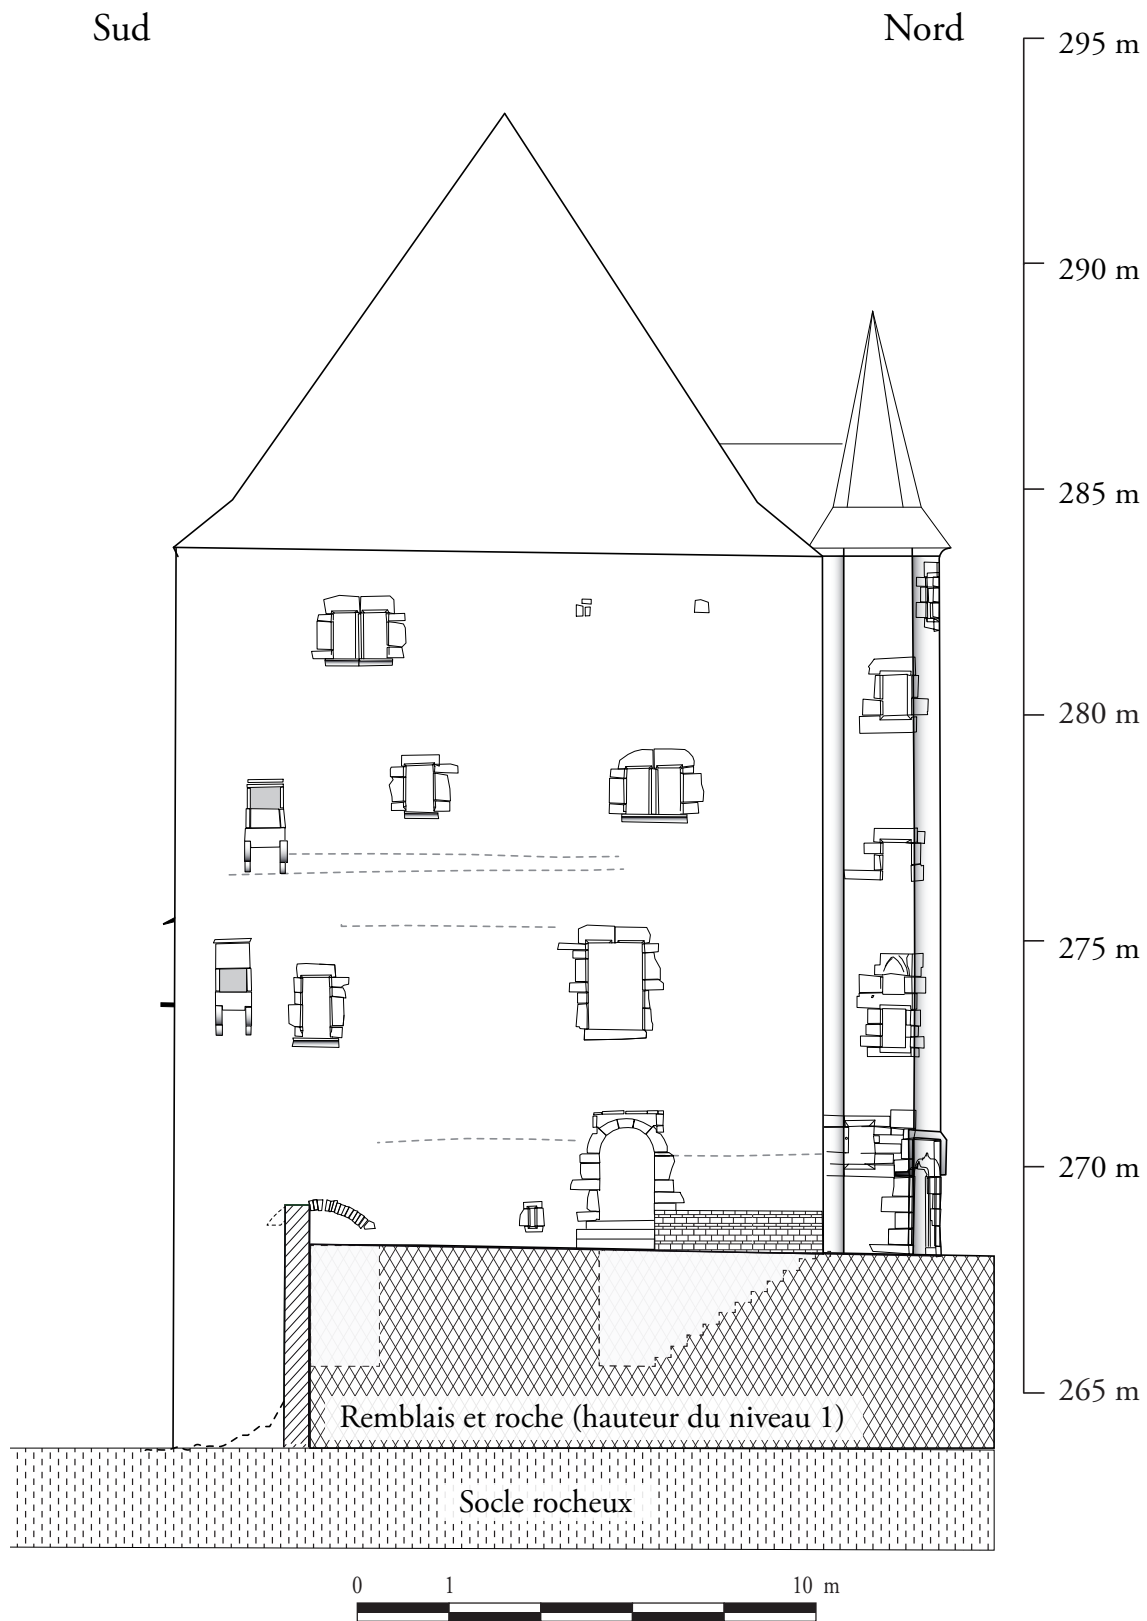 Sud
Nord
295 m
290 m
285 m
280 m
275 m
270 m
265 m
Remblais et roche (hauteur du niveau 1)
Socle rocheux
0 1 10 m